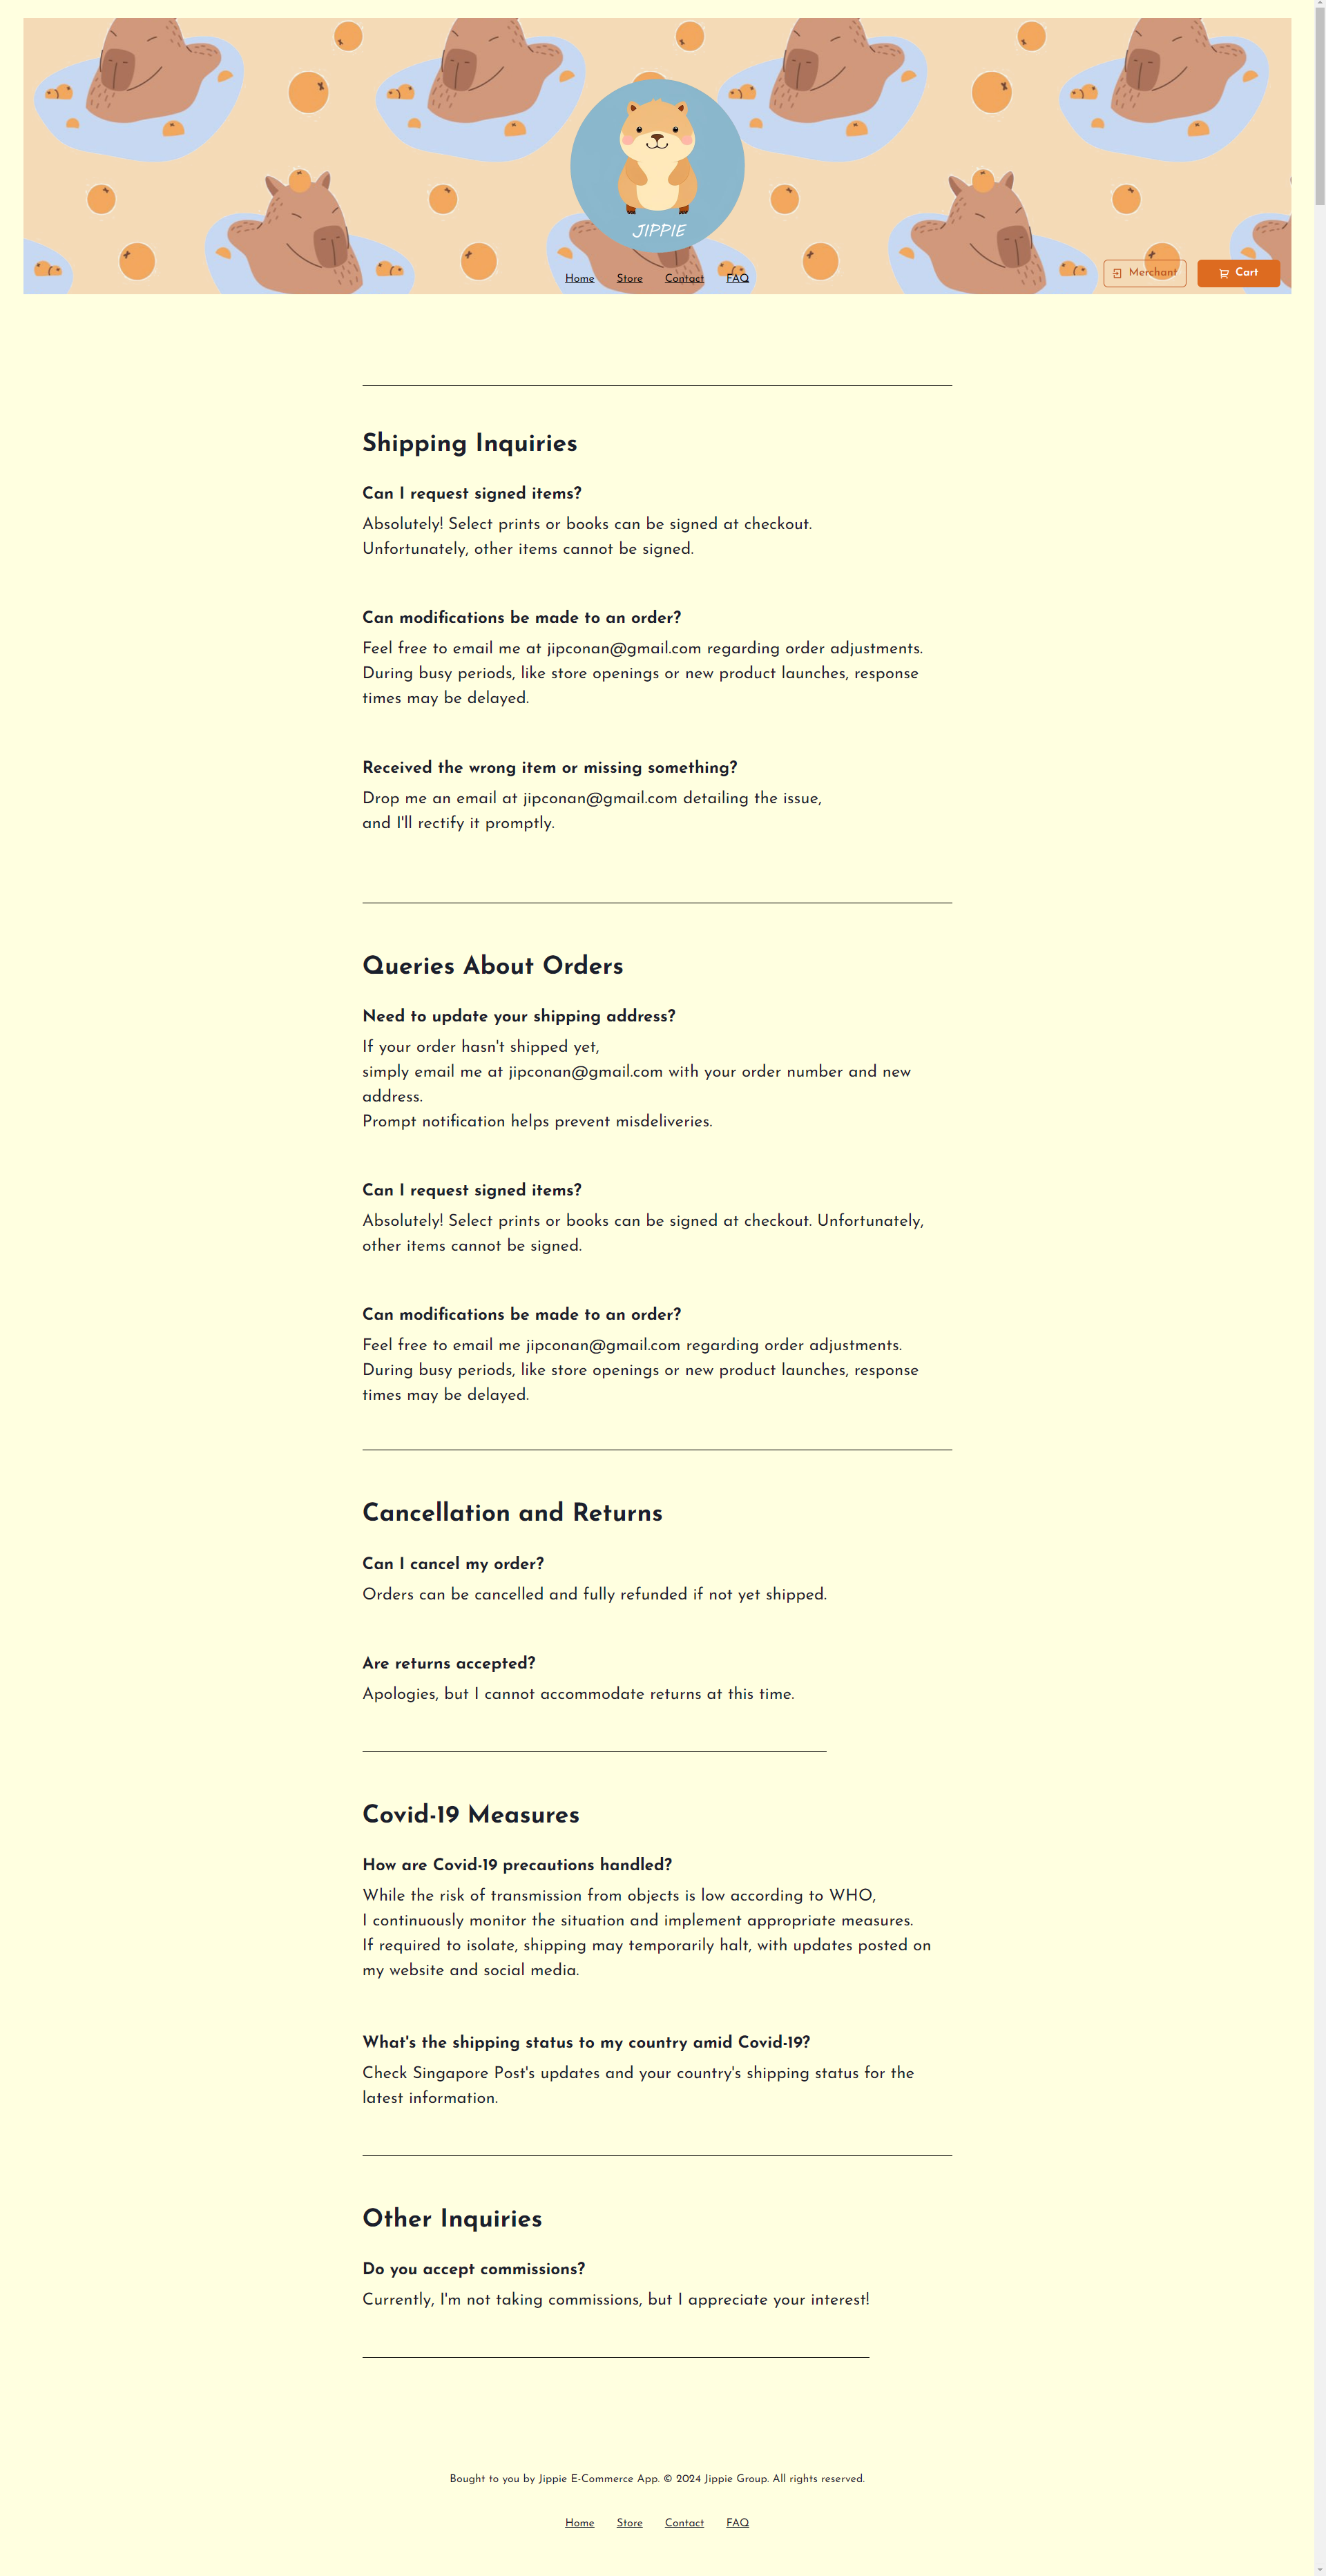 JIPPIE
Home Store Contact FAQ
Merchant Cart
Shipping Inquiries
Can I request signed items?
Absolutely! Select prints or books can be signed at checkout.
Unfortunately, other items cannot be signed.
Can modifications be made to an order?
Feel free to email me at jipconan@gmail.com regarding order adjustments.
During busy periods, like store openings or new product launches, response
times may be delayed.
Received the wrong item or missing something?
Drop me an email at jipconan@gmail.com detailing the issue,
and I'll rectify it promptly.
Queries About Orders
Need to update your shipping address?
If your order hasn't shipped yet,
simply email me at jipconan@gmail.com with your order number and new
address.
Prompt notification helps prevent misdeliveries.
Can I request signed items?
Absolutely! Select prints or books can be signed at checkout. Unfortunately,
other items cannot be signed.
Can modifications be made to an order?
Feel free to email me jipconan@gmail.com regarding order adjustments.
During busy periods, like store openings or new product launches, response
times may be delayed.
Cancellation and Returns
Can I cancel my order?
Orders can be cancelled and fully refunded if not yet shipped.
Are returns accepted?
Apologies, but I cannot accommodate returns at this time.
Covid-19 Measures
How are Covid-19 precautions handled?
While the risk of transmission from objects is low according to WHO,
I continuously monitor the situation and implement appropriate measures.
If required to isolate, shipping may temporarily halt, with updates posted on
my website and social media.
What's the shipping status to my country amid Covid-19?
Check Singapore Post's updates and your country's shipping status for the
latest information.
Other Inquiries
Do you accept commissions?
Currently, I'm not taking commissions, but I appreciate your interest!
Bought to you by Jippie E-Commerce App. © 2024 Jippie Group. All rights reserved.
Home Store Contact FAQ